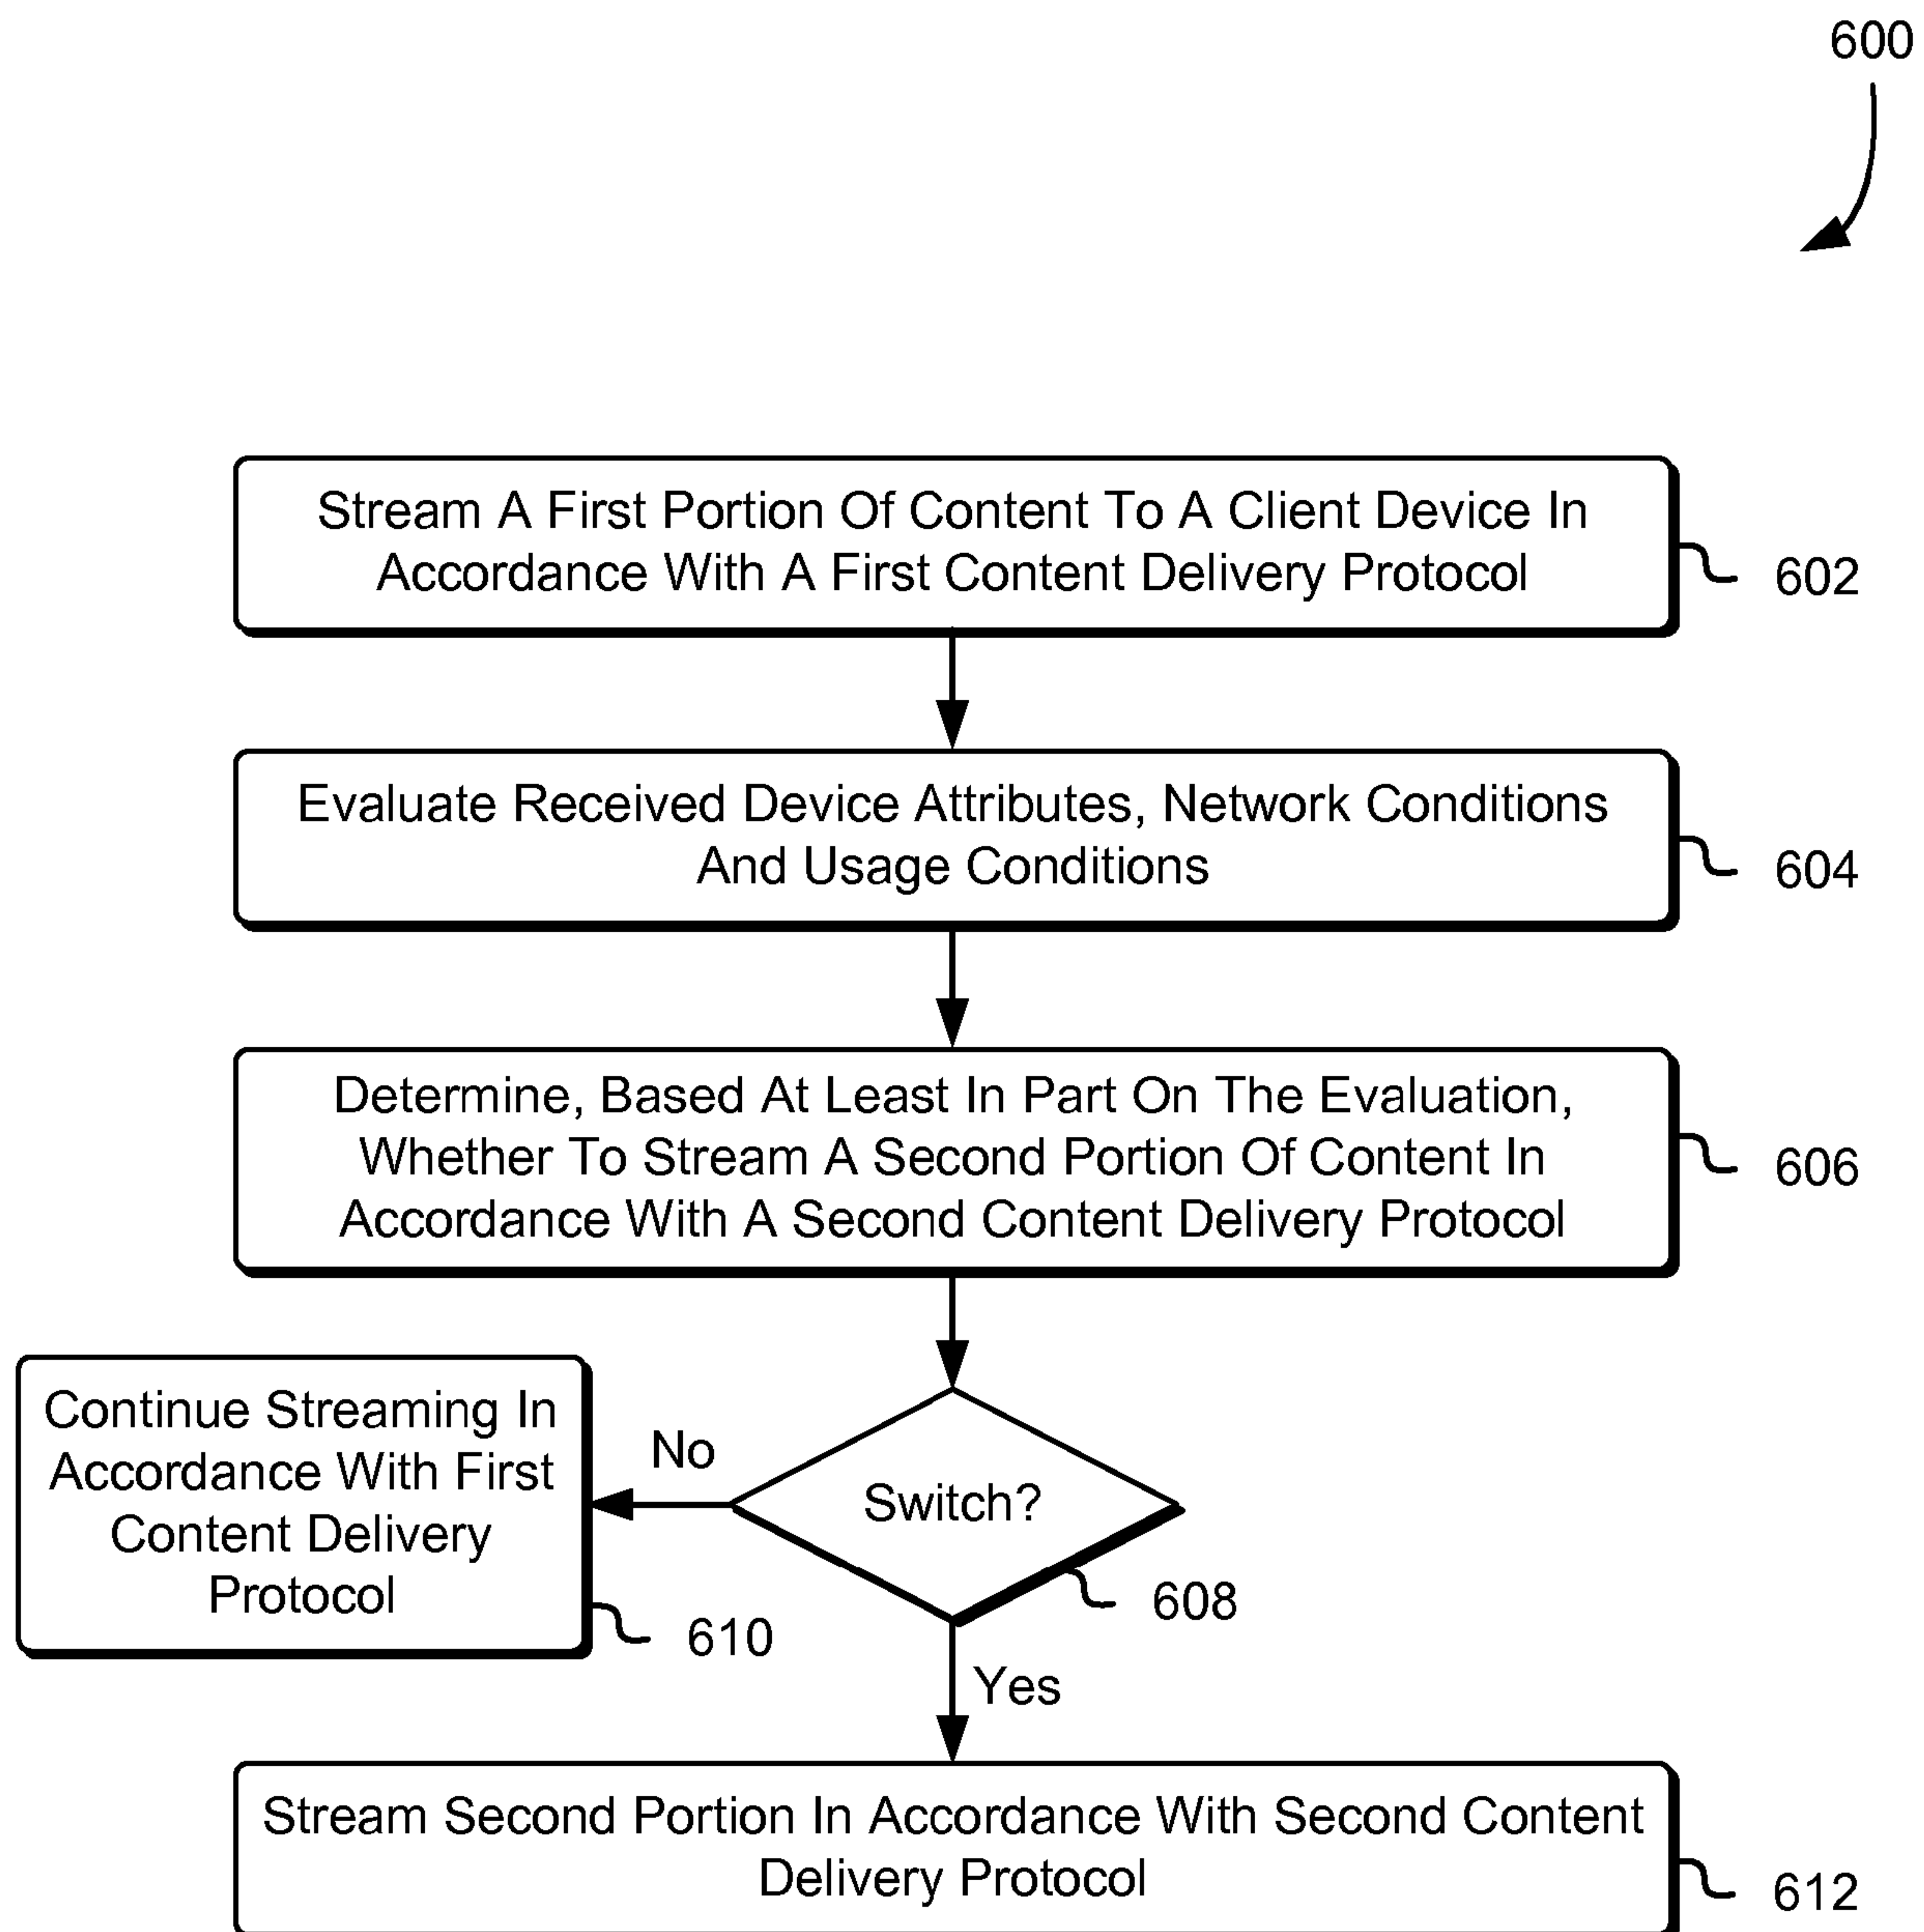 600
Stream A First Portion Of Content To A Client Device In
Accordance With A First Content Delivery Protocol
602
Evaluate Received Device Attributes, Network Conditions
And Usage Conditions
604
Determine, Based At Least In Part On The Evaluation,
Whether To Stream A Second Portion Of Content In
Accordance With A Second Content Delivery Protocol
606
Continue Streaming In
Accordance With First
Content Delivery
Protocol
610
No
Switch?
608
Yes
Stream Second Portion In Accordance With Second Content
Delivery Protocol
612